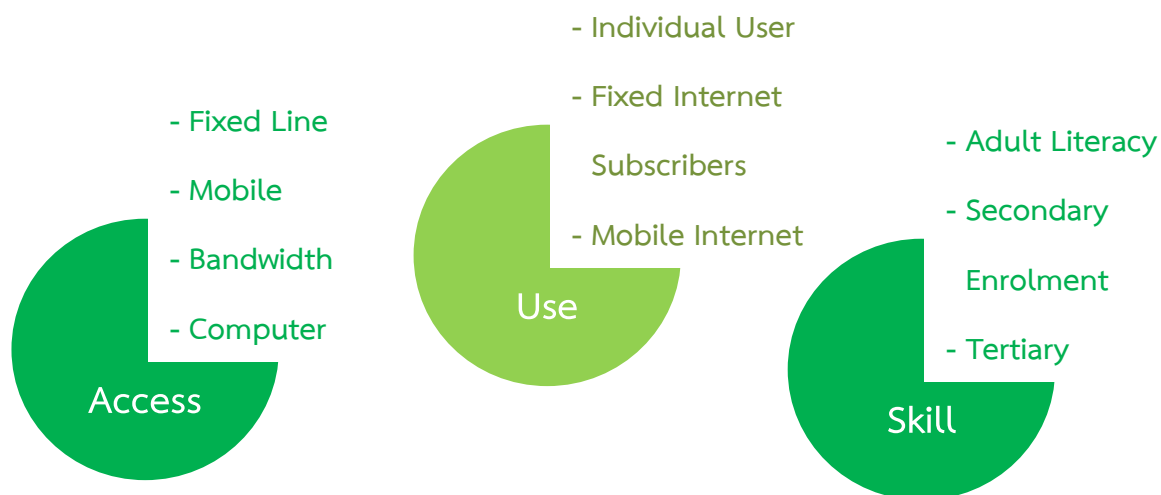 - Fixed Line
- Mobile
- Bandwidth
- Computer
Access
- Individual User
- Fixed Internet
Subscribers
- Mobile Internet
Use
- Adult Literacy
- Secondary
Enrolment
- Tertiary
Skill